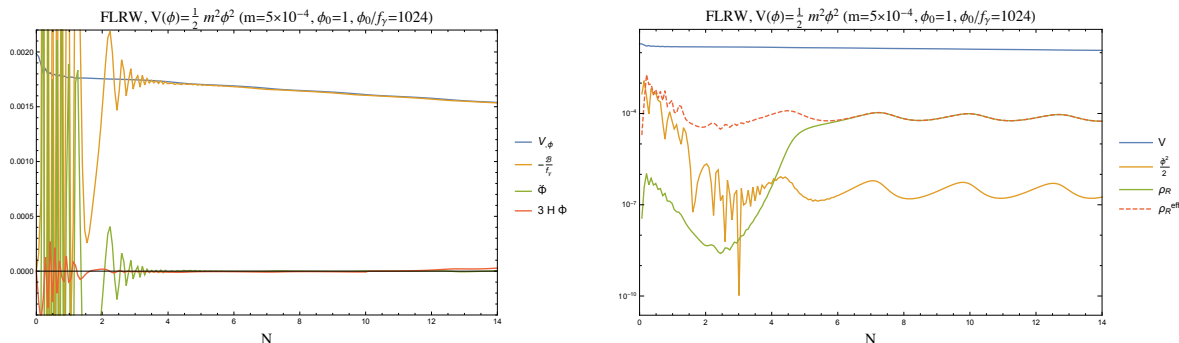 FLRW, V(ϕ)=½ m²ϕ² (m=5×10⁻⁴, ϕ₀=1, ϕ₀/f_γ=1024)
0.0020
0.0015
0.0010
0.0005
0.0000
0 2 4 6 8 10 12 14
N
V,ϕ
-ℬ/f_γ
ϕ̈
3 H ϕ̇
FLRW, V(ϕ)=½ m²ϕ² (m=5×10⁻⁴, ϕ₀=1, ϕ₀/f_γ=1024)
10⁻⁴
10⁻⁷
10⁻¹⁰
0 2 4 6 8 10 12 14
N
V
ϕ̇²/2
ρ_R
ρ_R^eff